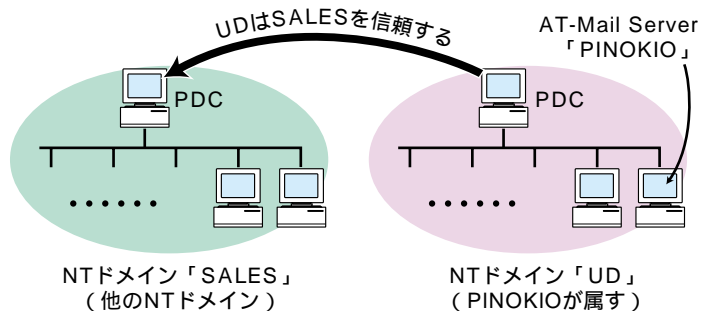 UDはSALESを信頼する
AT-Mail Server
「PINOKIO」
PDC
PDC
・・・・・・
・・・・・・
NTドメイン「SALES」
(他のNTドメイン)
NTドメイン「UD」
(PINOKIOが属す)